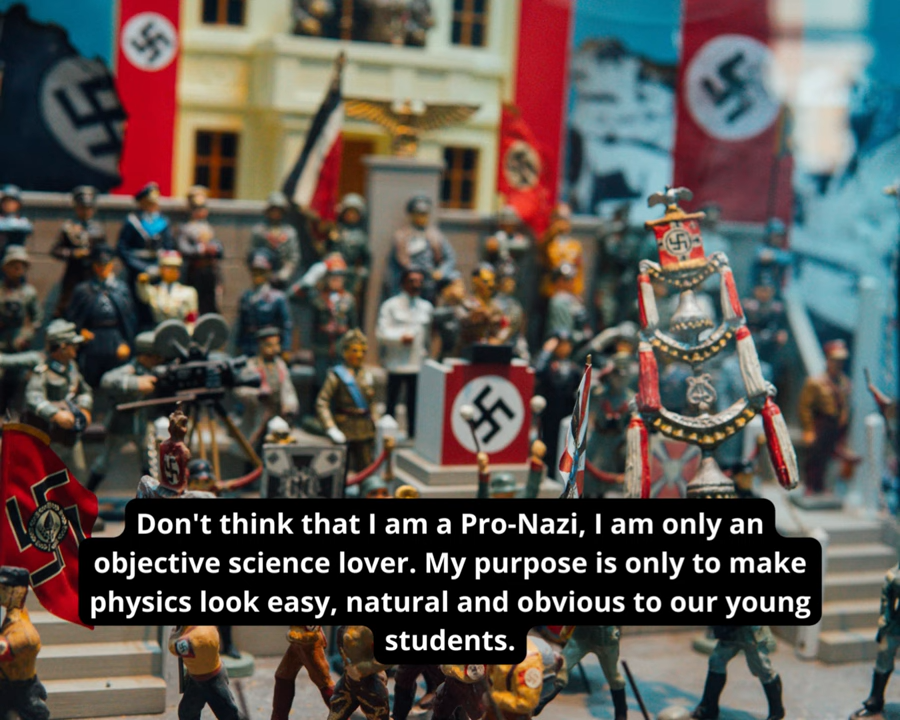 Don't think that I am a Pro-Nazi, I am only an
objective science lover. My purpose is only to make
physics look easy, natural and obvious to our young
students.